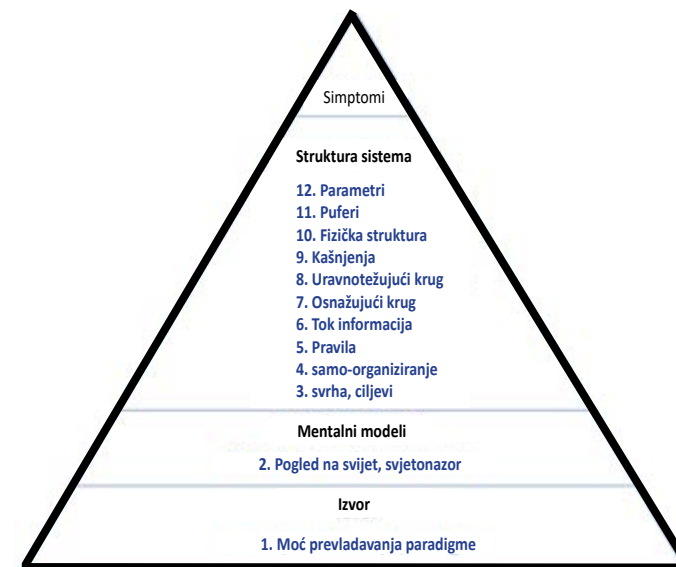 Simptomi
Struktura sistema
12. Parametri
11. Puferi
10. Fizička struktura
9. Kašnjenja
8. Uravnotežujući krug
7. Osnažujući krug
6. Tok informacija
5. Pravila
4. samo-organiziranje
3. svrha, ciljevi
Mentalni modeli
2. Pogled na svijet, svjetonazor
Izvor
1. Moć prevladavanja paradigme